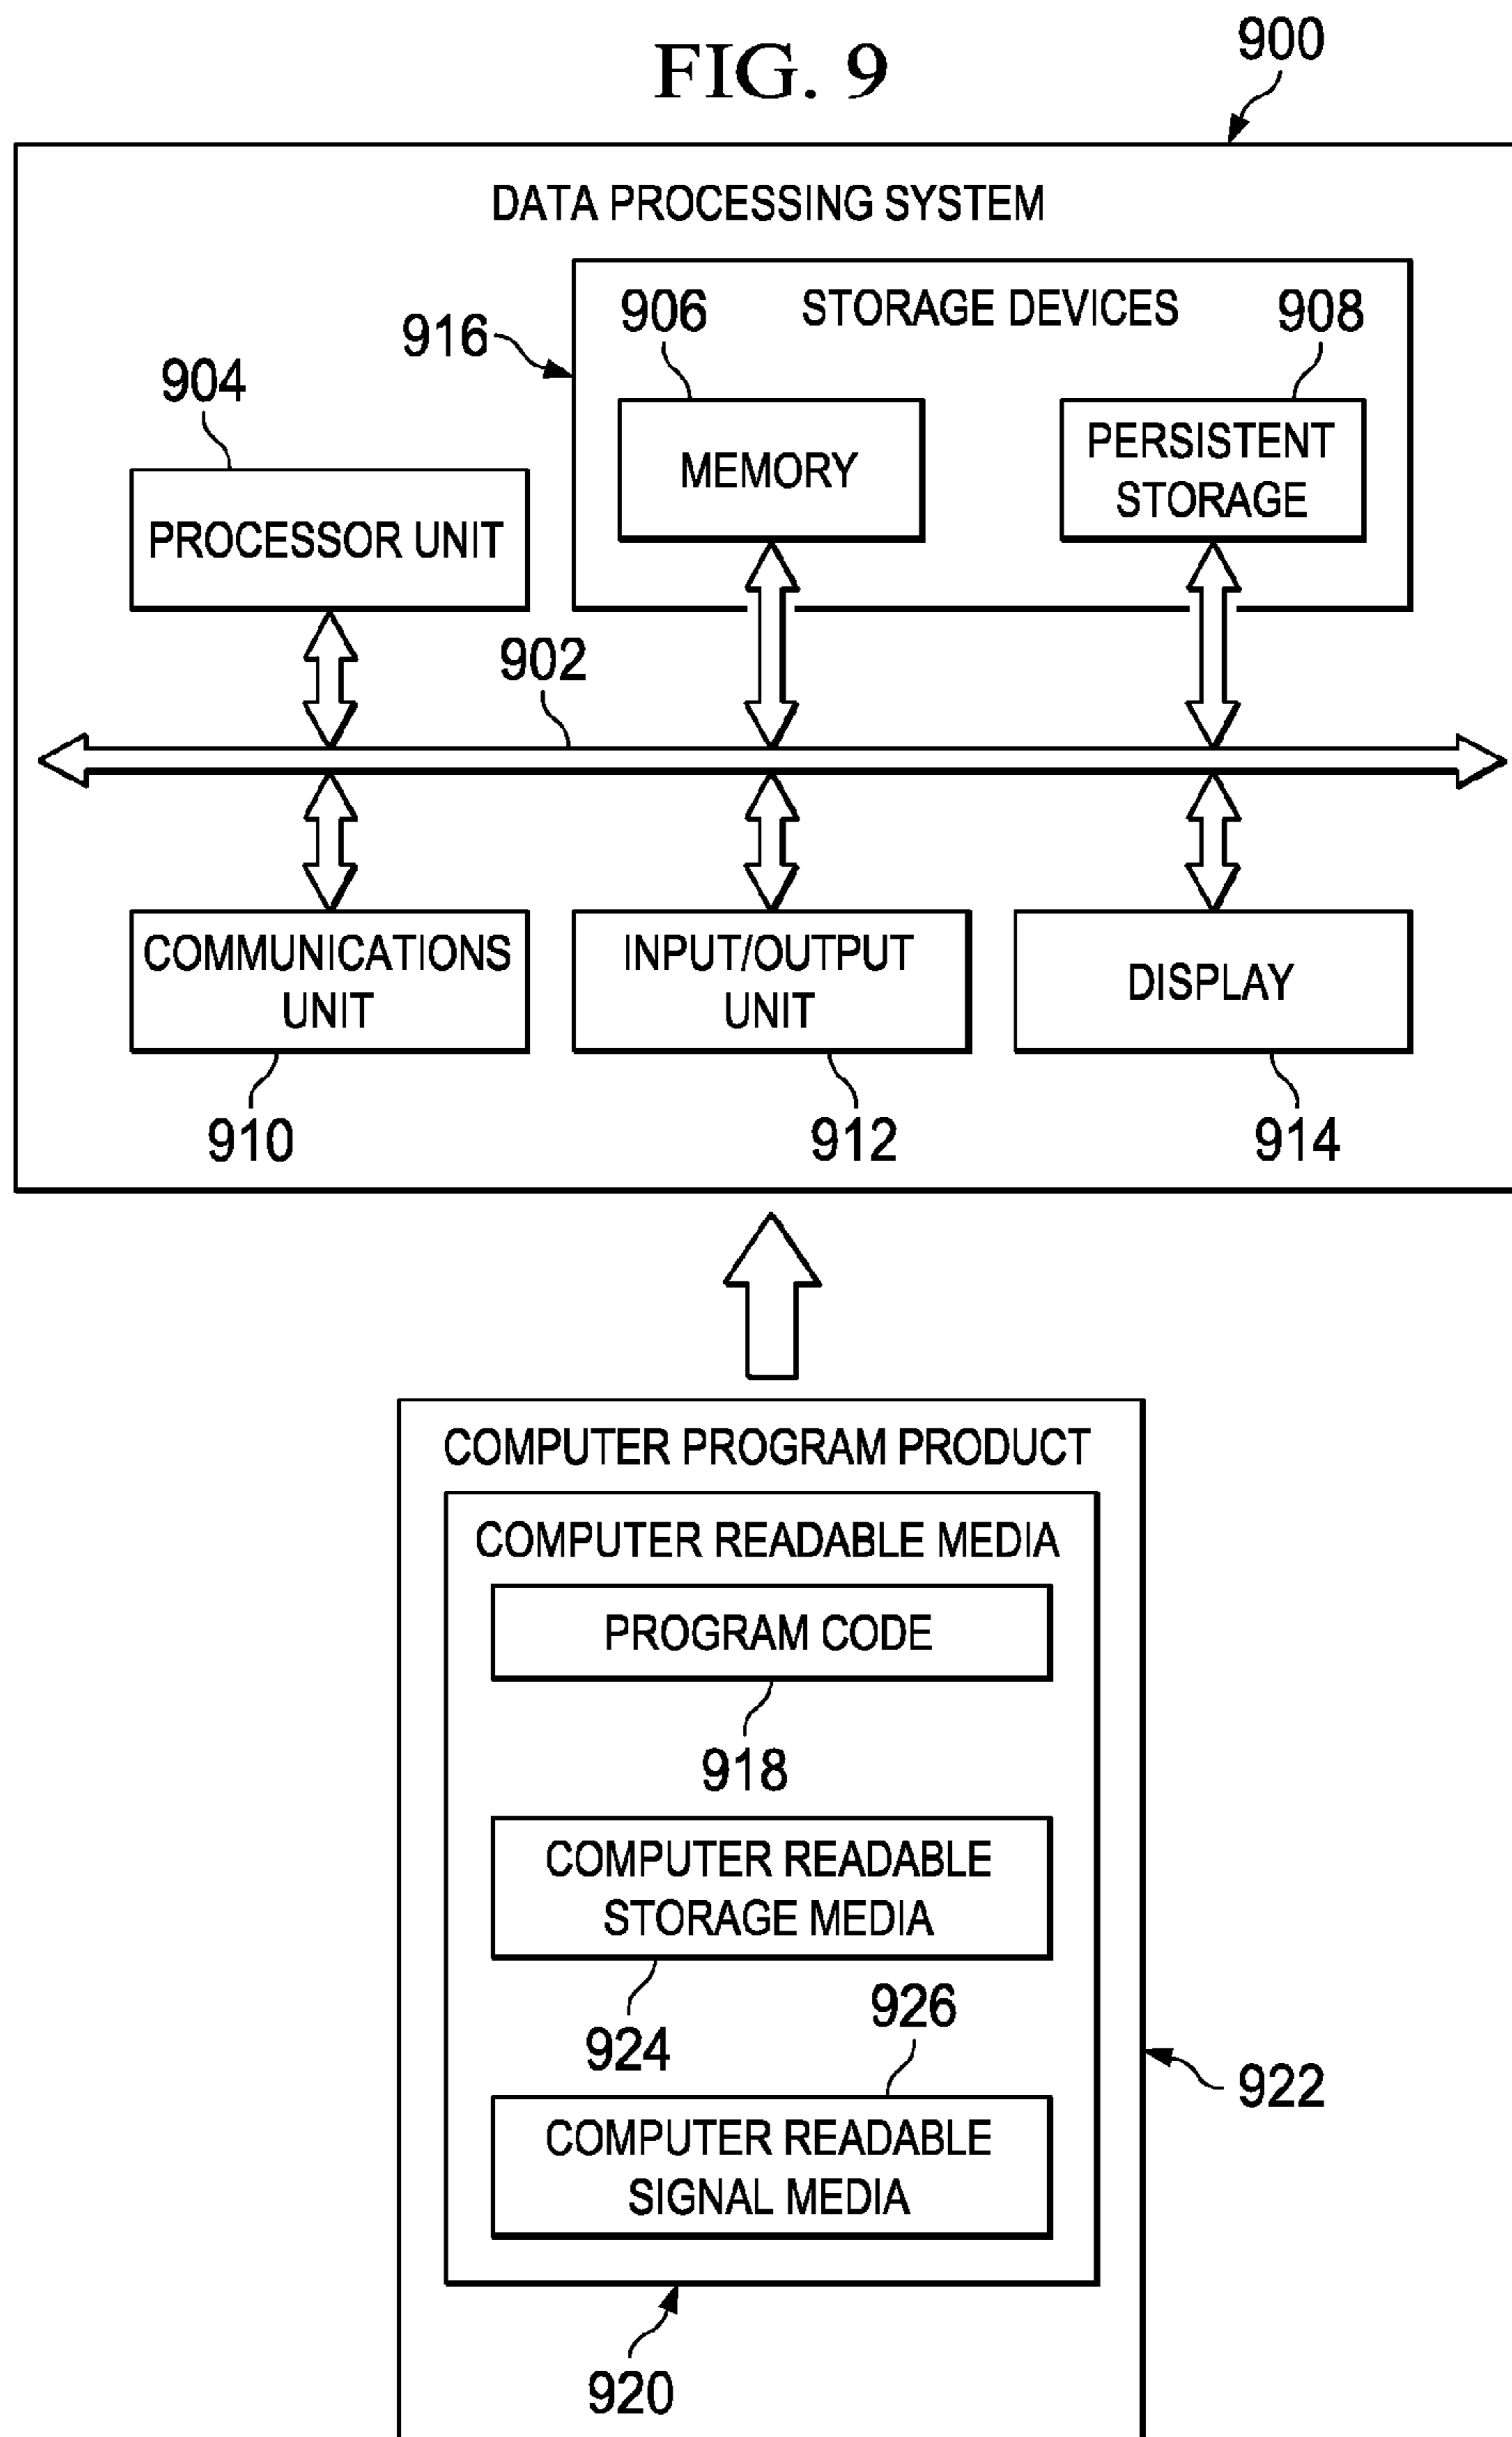 FIG. 9
900
DATA PROCESSING SYSTEM
916
906
STORAGE DEVICES
908
904
MEMORY
PERSISTENT
STORAGE
PROCESSOR UNIT
902
COMMUNICATIONS
UNIT
INPUT/OUTPUT
UNIT
DISPLAY
910
912
914
COMPUTER PROGRAM PRODUCT
COMPUTER READABLE MEDIA
PROGRAM CODE
918
COMPUTER READABLE
STORAGE MEDIA
924
926
COMPUTER READABLE
SIGNAL MEDIA
922
920